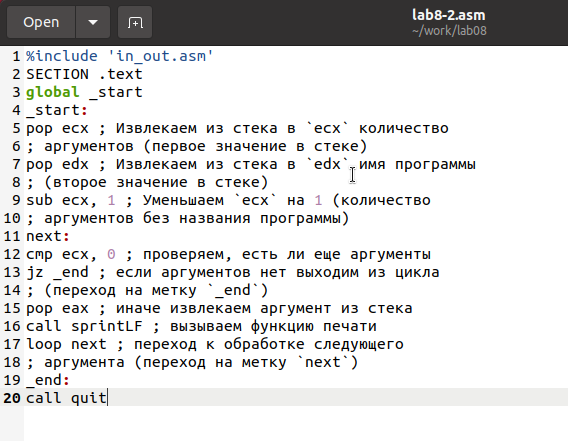 Open
lab8-2.asm
~/work/lab08
1 %include 'in_out.asm'
2 SECTION .text
3 global _start
4 _start:
5 pop ecx ; Извлекаем из стека в `ecx` количество
6 ; аргументов (первое значение в стеке)
7 pop edx ; Извлекаем из стека в `edx` имя программы
8 ; (второе значение в стеке)
9 sub ecx, 1 ; Уменьшаем `ecx` на 1 (количество
10 ; аргументов без названия программы)
11 next:
12 cmp ecx, 0 ; проверяем, есть ли еще аргументы
13 jz _end ; если аргументов нет выходим из цикла
14 ; (переход на метку `_end`)
15 pop eax ; иначе извлекаем аргумент из стека
16 call sprintLF ; вызываем функцию печати
17 loop next ; переход к обработке следующего
18 ; аргумента (переход на метку `next`)
19 _end:
20 call quit